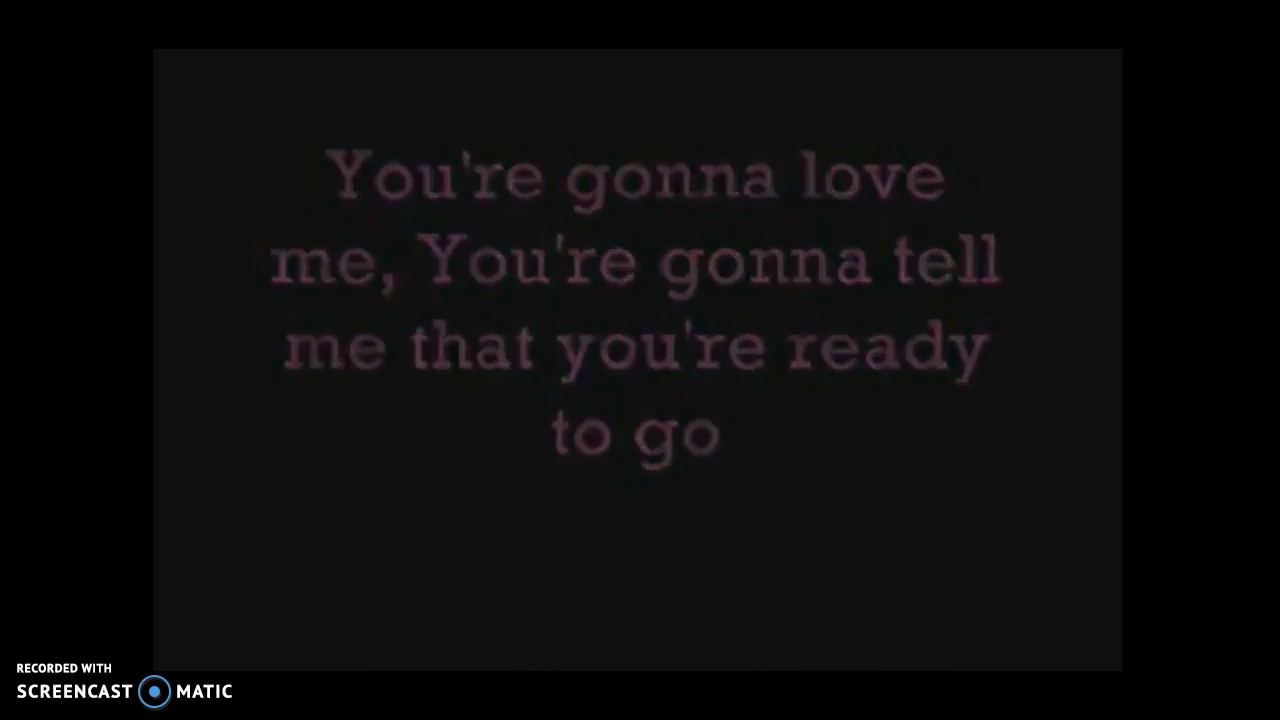 You're gonna love
me, You're gonna tell
me that you're ready
to go
RECORDED WITH
SCREENCAST MATIC